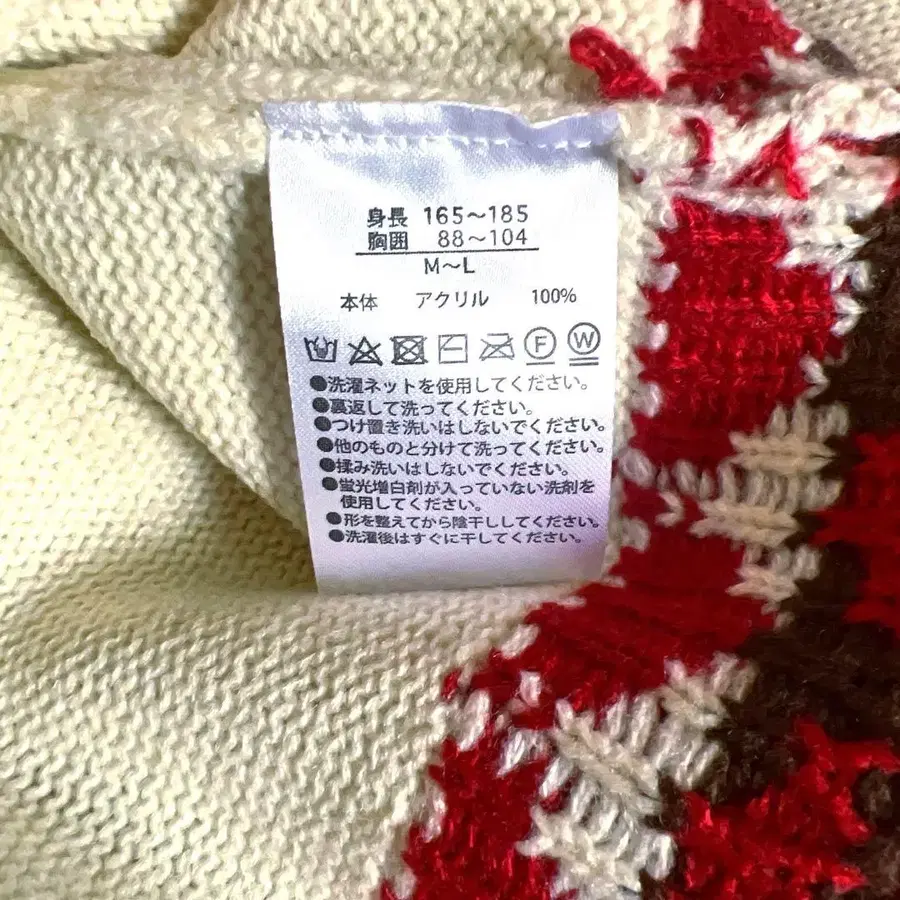 身長 165～185
胸囲 88～104
M～L
本体 アクリル 100%
F W
●洗濯ネットを使用してください。
●裏返して洗ってください。
●つけ置き洗いはしないでください。
●他のものと分けて洗ってください。
●揉み洗いはしないでください。
●蛍光増白剤が入っていない洗剤を
使用してください。
●形を整えてから陰干ししてください。
●洗濯後はすぐに干してください。